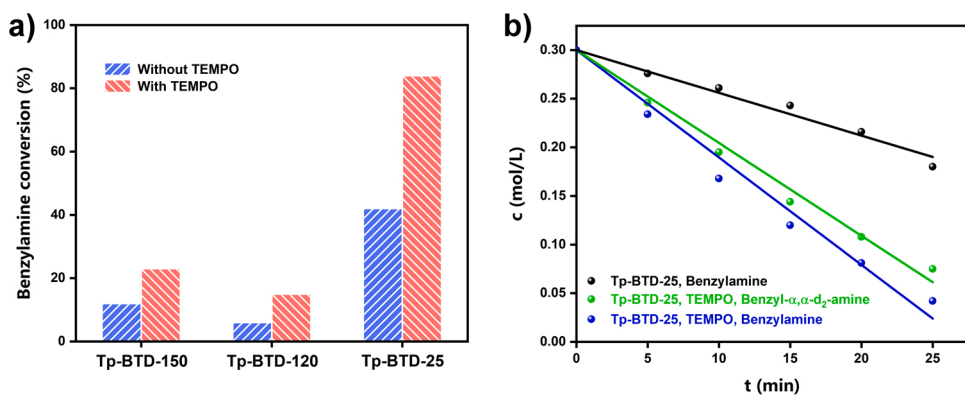 a)
Benzylamine conversion (%)
100
80
60
40
20
0
Without TEMPO
With TEMPO
Tp-BTD-150
Tp-BTD-120
Tp-BTD-25
b)
c (mol/L)
0.30
0.25
0.20
0.15
0.10
0.05
0.00
Tp-BTD-25, Benzylamine
Tp-BTD-25, TEMPO, Benzyl-α,α-d₂-amine
Tp-BTD-25, TEMPO, Benzylamine
0
5
10
15
20
25
t (min)